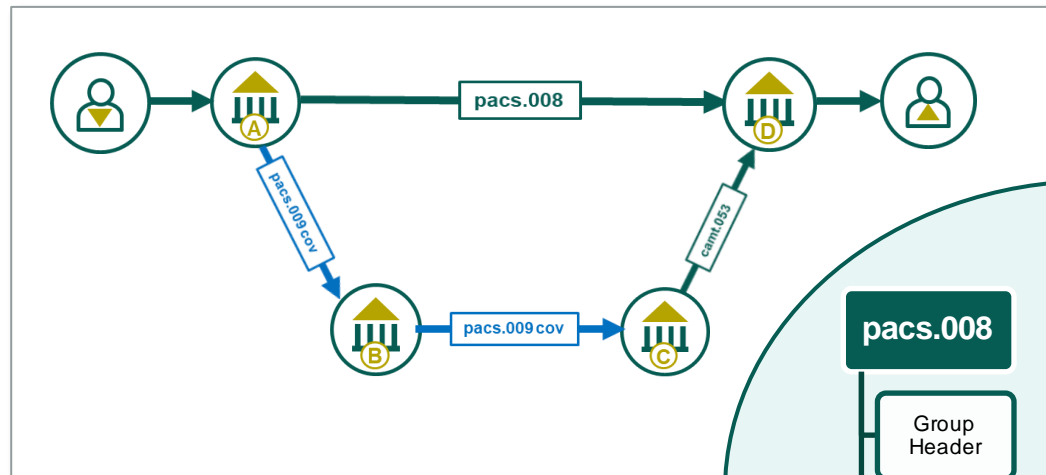 A
pacs.008
D
pacs.009 cov
camt.053
B
pacs.009 cov
C
pacs.008
Group
Header